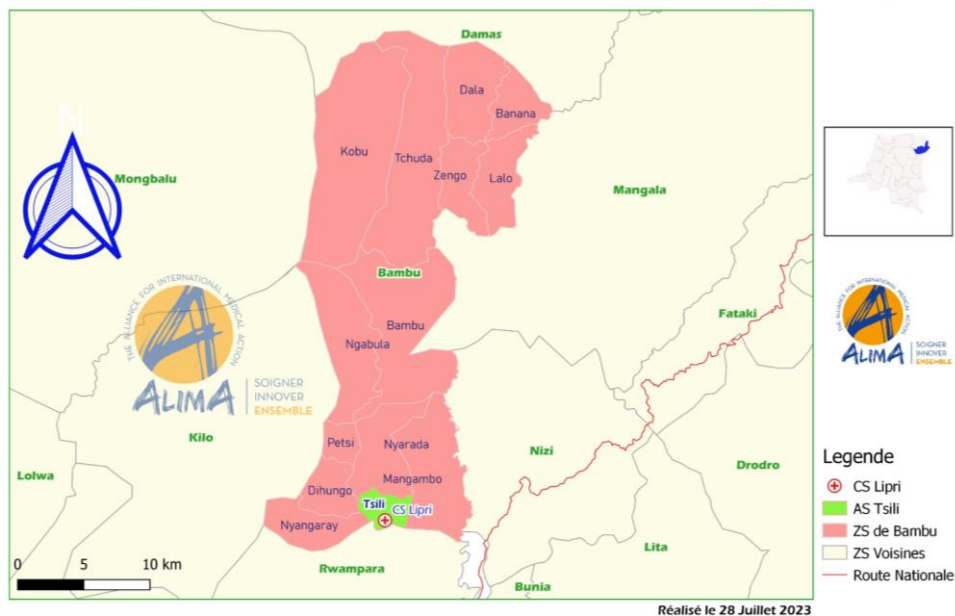 Damas
Dala
Banana
N
Kobu
Tchuda
Zengo
Lalo
Mongbalu
Mangala
Bambu
THE ALLIANCE FOR INTERNATIONAL MEDICAL ACTION
ALIMA
SOIGNER
INNOVER
ENSEMBLE
Bambu
Ngabula
Fataki
THE ALLIANCE FOR INTERNATIONAL MEDICAL ACTION
ALIMA
SOIGNER
INNOVER
ENSEMBLE
Kilo
Petsi
Nyarada
Nizi
Lolwa
Drodro
Dihungo
Mangambo
Tsili
CS Lipri
Nyangaray
Rwampara
Lita
Bunia
0 5 10 km
Legende
CS Lipri
AS Tsili
ZS de Bambu
ZS Voisines
Route Nationale
Réalisé le 28 Juillet 2023